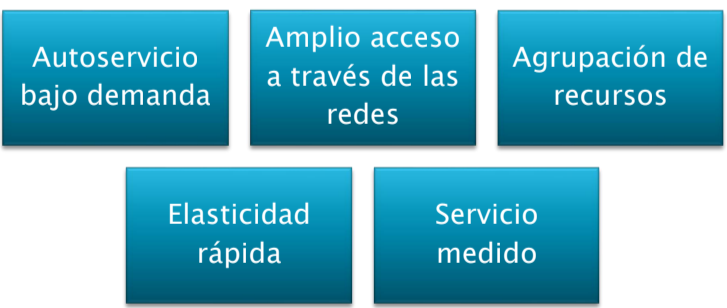 Autoservicio
bajo demanda
Amplio acceso
a través de las
redes
Agrupación de
recursos
Elasticidad
rápida
Servicio
medido